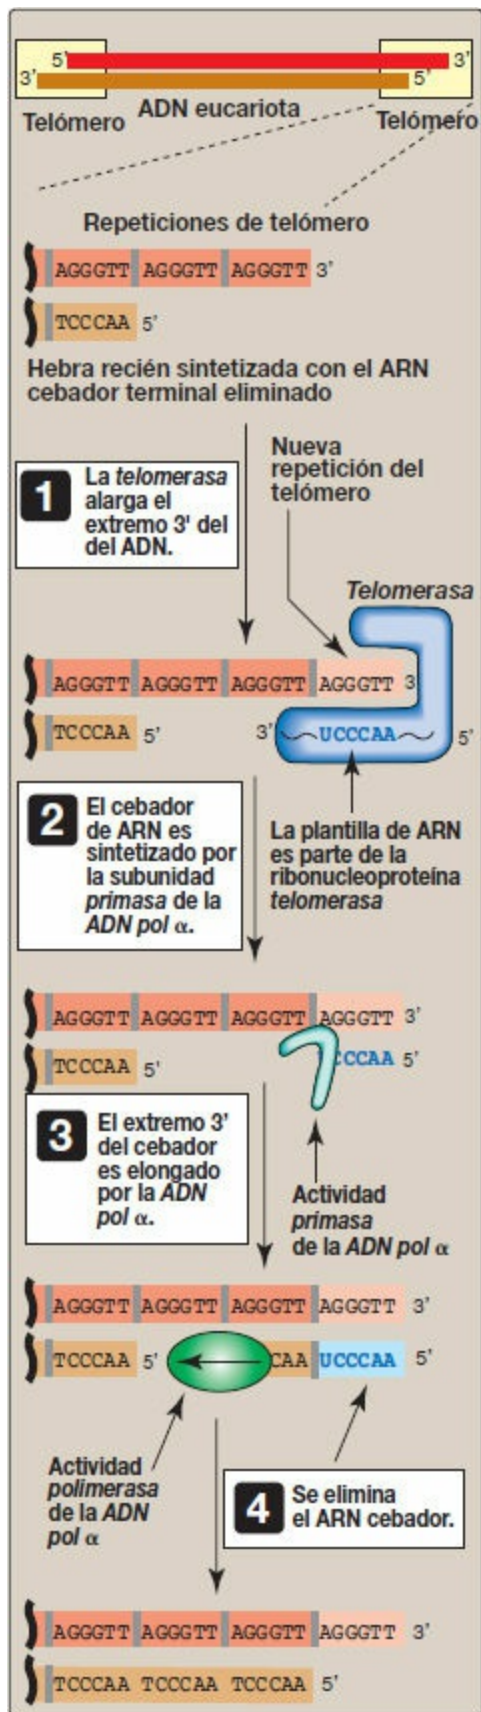 5' 3'
3' 5'
Telómero ADN eucariota Telómero
Repeticiones de telómero
AGGGTT AGGGTT AGGGTT 3'
TCCCAA 5'
Hebra recién sintetizada con el ARN
cebador terminal eliminado
1 La telomerasa
alarga el
extremo 3' del
del ADN.
Nueva
repetición del
telómero
Telomerasa
AGGGTT AGGGTT AGGGTT AGGGTT 3
TCCCAA 5' 3' UCCCAA 5'
2 El cebador
de ARN es
sintetizado por
la subunidad
primasa de la
ADN pol α.
La plantilla de ARN
es parte de la
ribonucleoproteína
telomerasa
AGGGTT AGGGTT AGGGTT AGGGTT 3'
TCCCAA 5' CCCAA 5'
3 El extremo 3'
del cebador
es elongado
por la ADN
pol α.
Actividad
primasa
de la ADN pol α
AGGGTT AGGGTT AGGGTT AGGGTT 3'
TCCCAA 5' CAA UCCCAA 5'
Actividad
polimerasa
de la ADN
pol α
4 Se elimina
el ARN cebador.
AGGGTT AGGGTT AGGGTT AGGGTT 3'
TCCCAA TCCCAA TCCCAA 5'